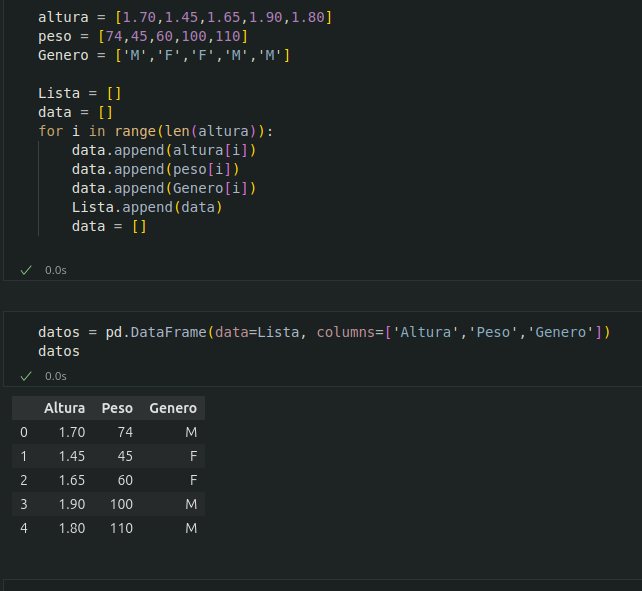 altura = [1.70,1.45,1.65,1.90,1.80]
peso = [74,45,60,100,110]
Genero = ['M','F','F','M','M']
Lista = []
data = []
for i in range(len(altura)):
    data.append(altura[i])
    data.append(peso[i])
    data.append(Genero[i])
    Lista.append(data)
    data = []
0.0s
datos = pd.DataFrame(data=Lista, columns=['Altura','Peso','Genero'])
datos
0.0s
Altura Peso Genero
0 1.70 74 M
1 1.45 45 F
2 1.65 60 F
3 1.90 100 M
4 1.80 110 M